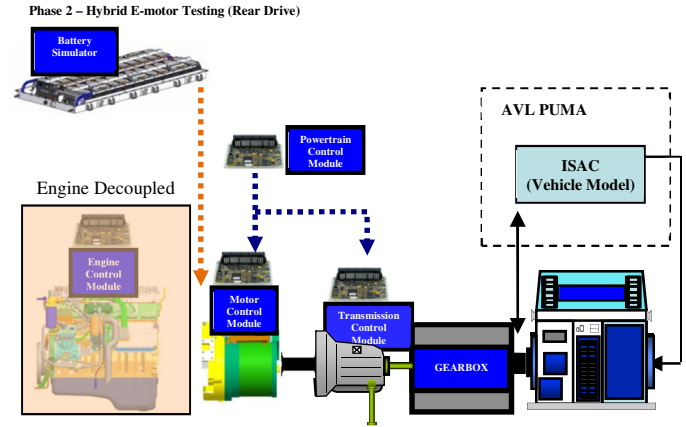 Phase 2 – Hybrid E-motor Testing (Rear Drive)
Battery
Simulator
AVL PUMA
Powertrain
Control
Module
ISAC
(Vehicle Model)
Engine Decoupled
Engine
Control
Module
Motor
Control
Module
Transmission
Control
Module
GEARBOX